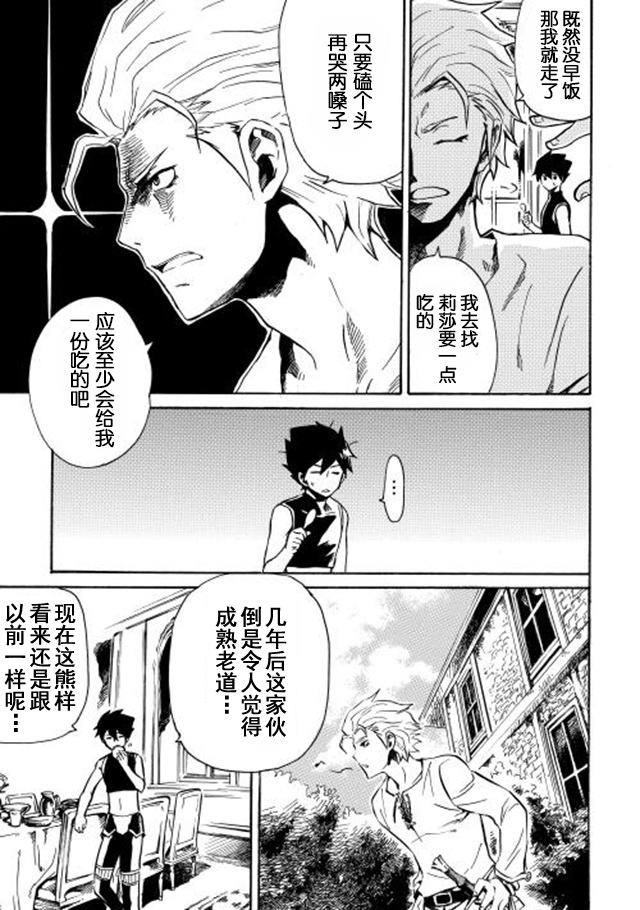 既然没早饭
那我就走了
我去找
莉莎要一点
吃的
只要磕个头
再哭两嗓子
应该至少会给我
一份吃的吧
…
几年后这家伙
倒是令人觉得
成熟老道…
现在这熊样
看来还是跟
以前一样呢…